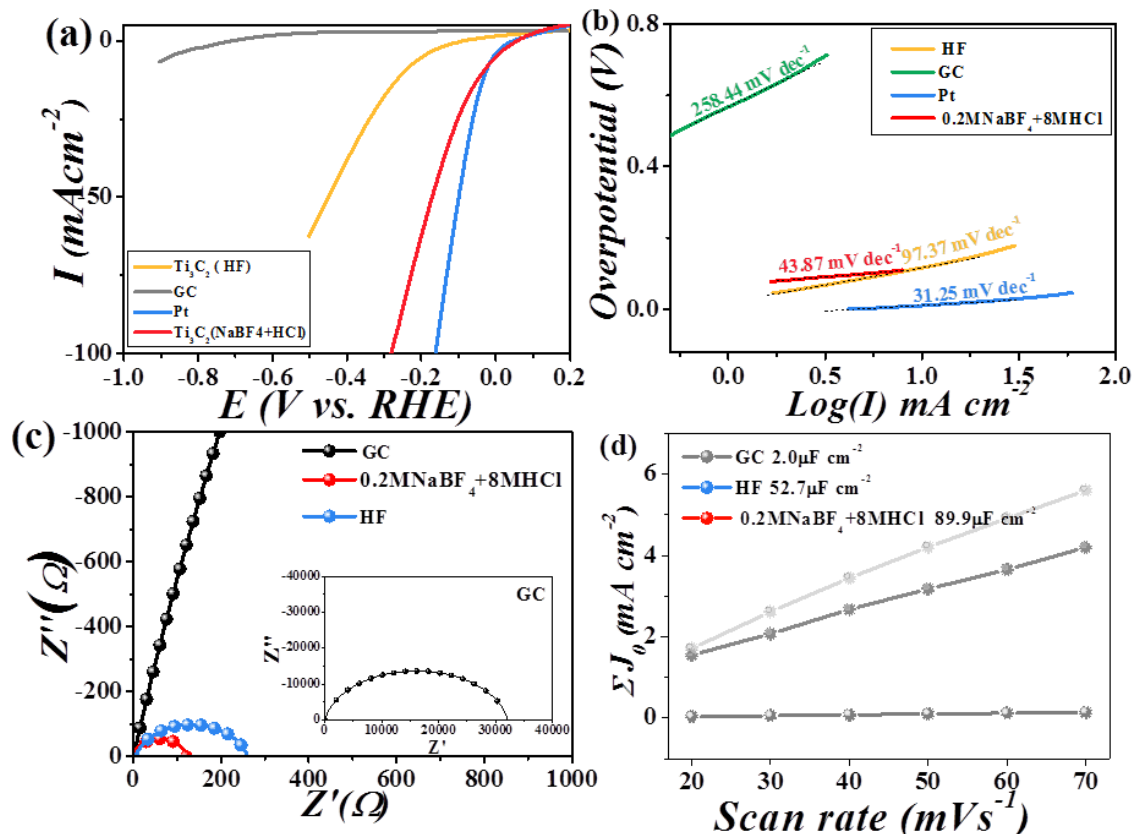 (a)
I (mAcm-2)
0
-50
-100
Ti3C2 ( HF)
GC
Pt
Ti3C2(NaBF4+HCl)
-1.0 -0.8 -0.6 -0.4 -0.2 0.0 0.2
E (V vs. RHE)
(b)
Overpotential (V)
0.8
0.4
0.0
HF
GC
Pt
0.2MNaBF4+8MHCl
258.44 mV dec-1
43.87 mV dec-1
97.37 mV dec-1
31.25 mV dec-1
0.0 0.5 1.0 1.5 2.0
Log(I) mA cm-2
(c)
Z''(Ω)
-1000
-800
-600
-400
-200
0
GC
0.2MNaBF4+8MHCl
HF
GC
Z''
-40000
-30000
-20000
-10000
0
0 10000 20000 30000 40000
Z'
0 200 400 600 800 1000
Z'(Ω)
(d)
ΣJ0 (mA cm-2)
6
4
2
0
GC 2.0μF cm-2
HF 52.7μF cm-2
0.2MNaBF4+8MHCl 89.9μF cm-2
20 30 40 50 60 70
Scan rate (mVs-1)